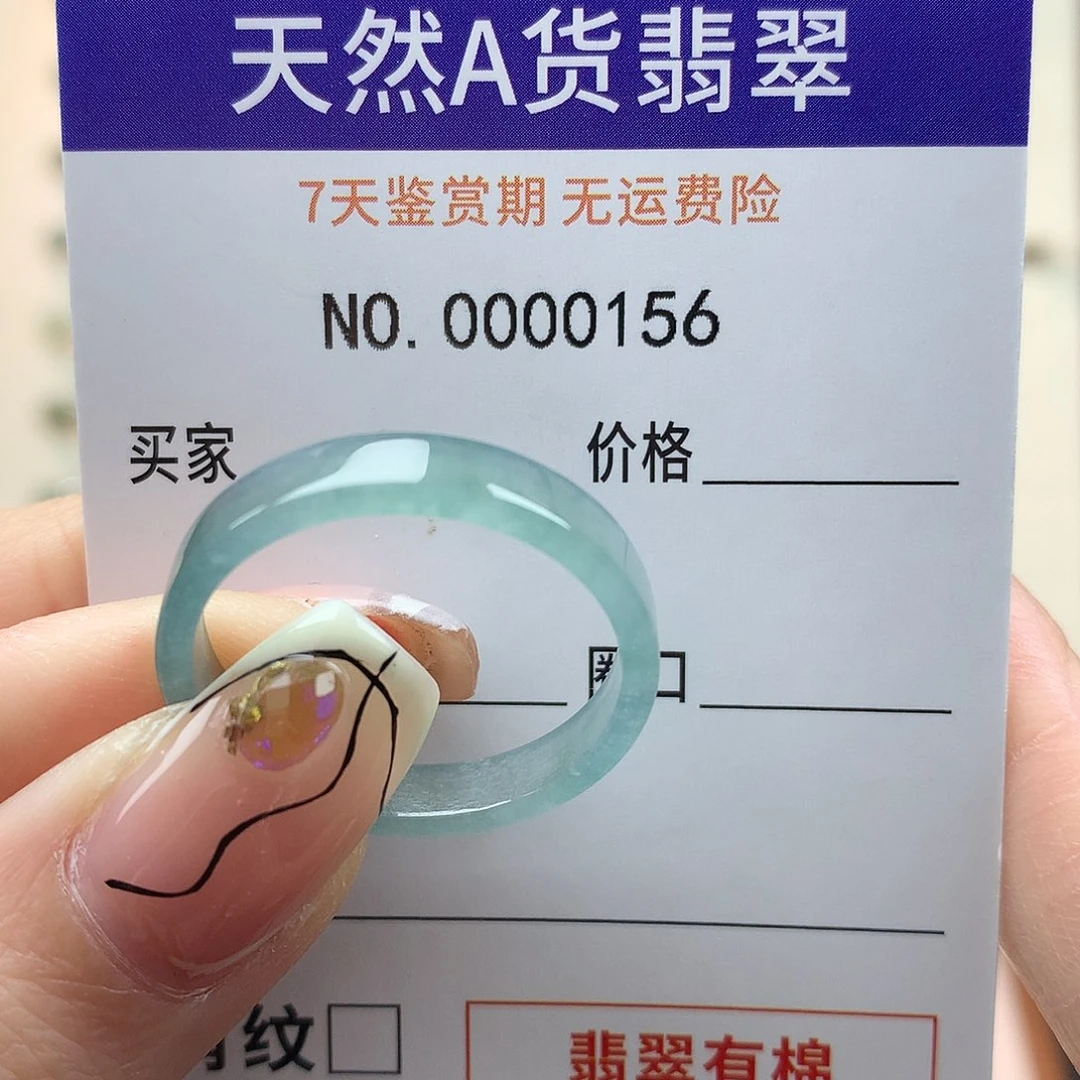 天然A货翡翠
7天鉴赏期 无运费险
NO. 0000156
买家 价格
圈口
纹
翡翠有棉